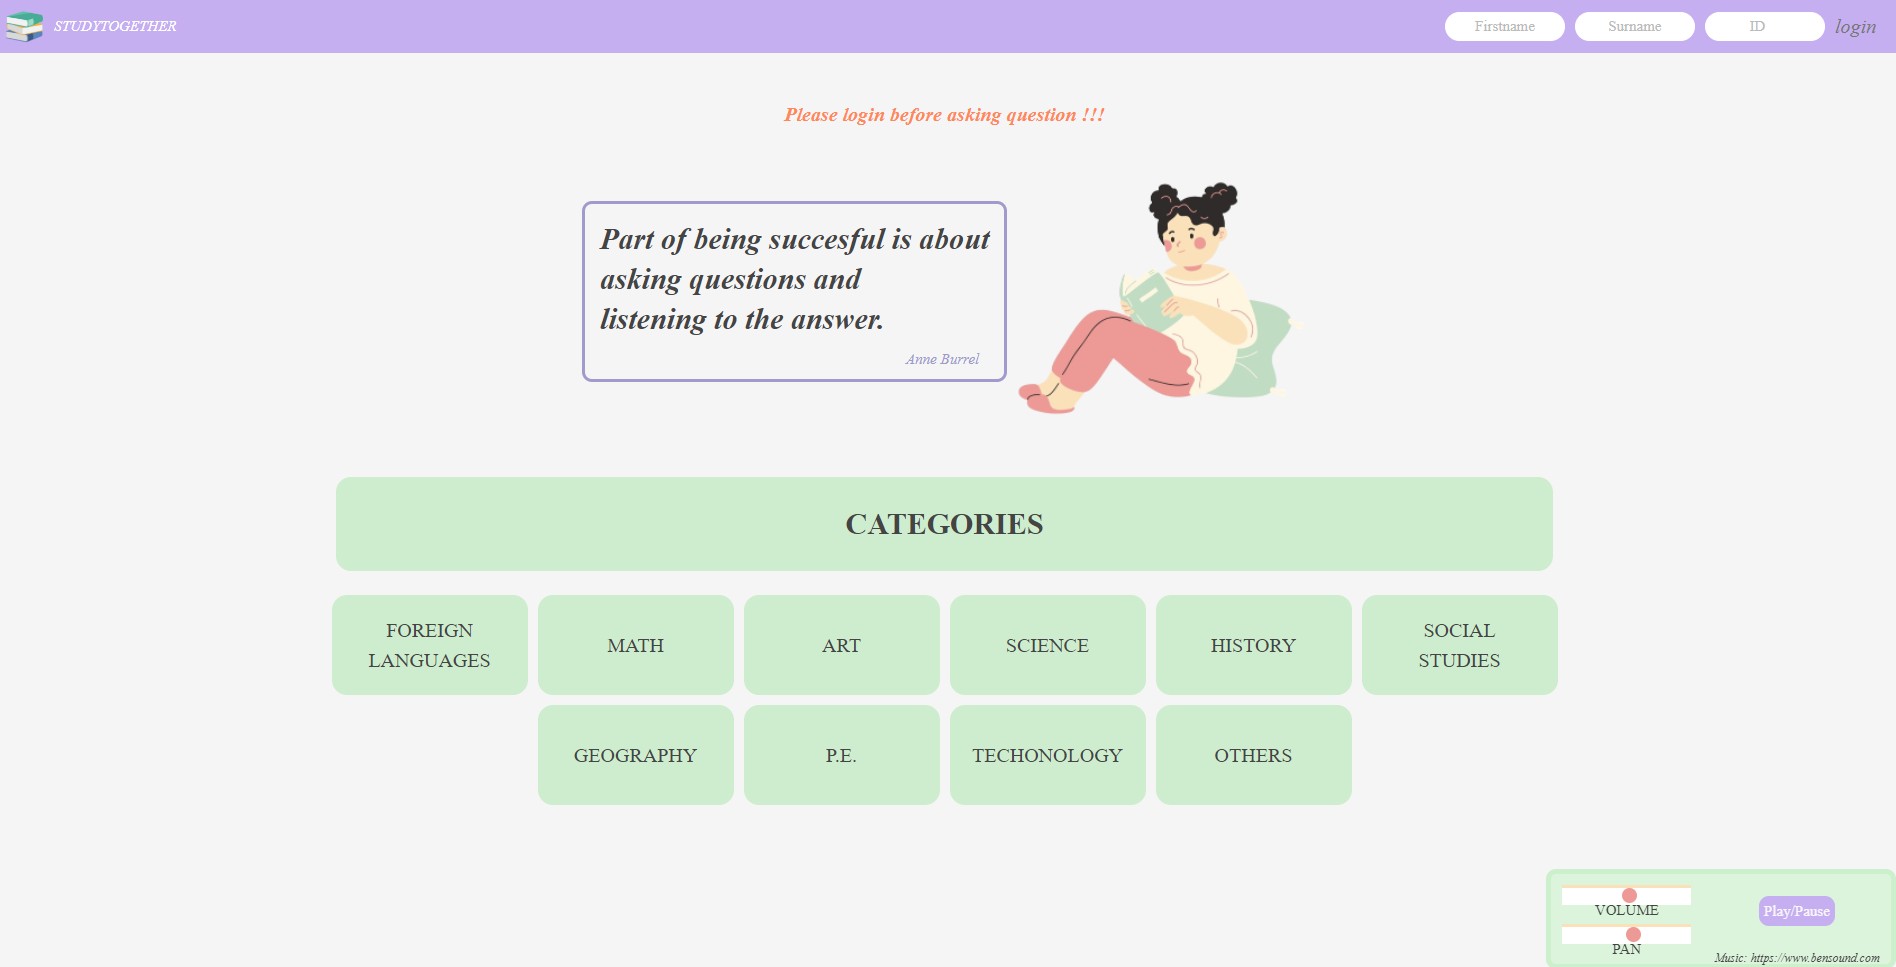 STUDYTOGETHER
Firstname
Surname
ID
login
Please login before asking question !!!
Part of being succesful is about
asking questions and
listening to the answer.
Anne Burrel
CATEGORIES
FOREIGN
LANGUAGES
MATH
ART
SCIENCE
HISTORY
SOCIAL
STUDIES
GEOGRAPHY
P.E.
TECHONOLOGY
OTHERS
VOLUME
PAN
Play/Pause
Music: https://www.bensound.com